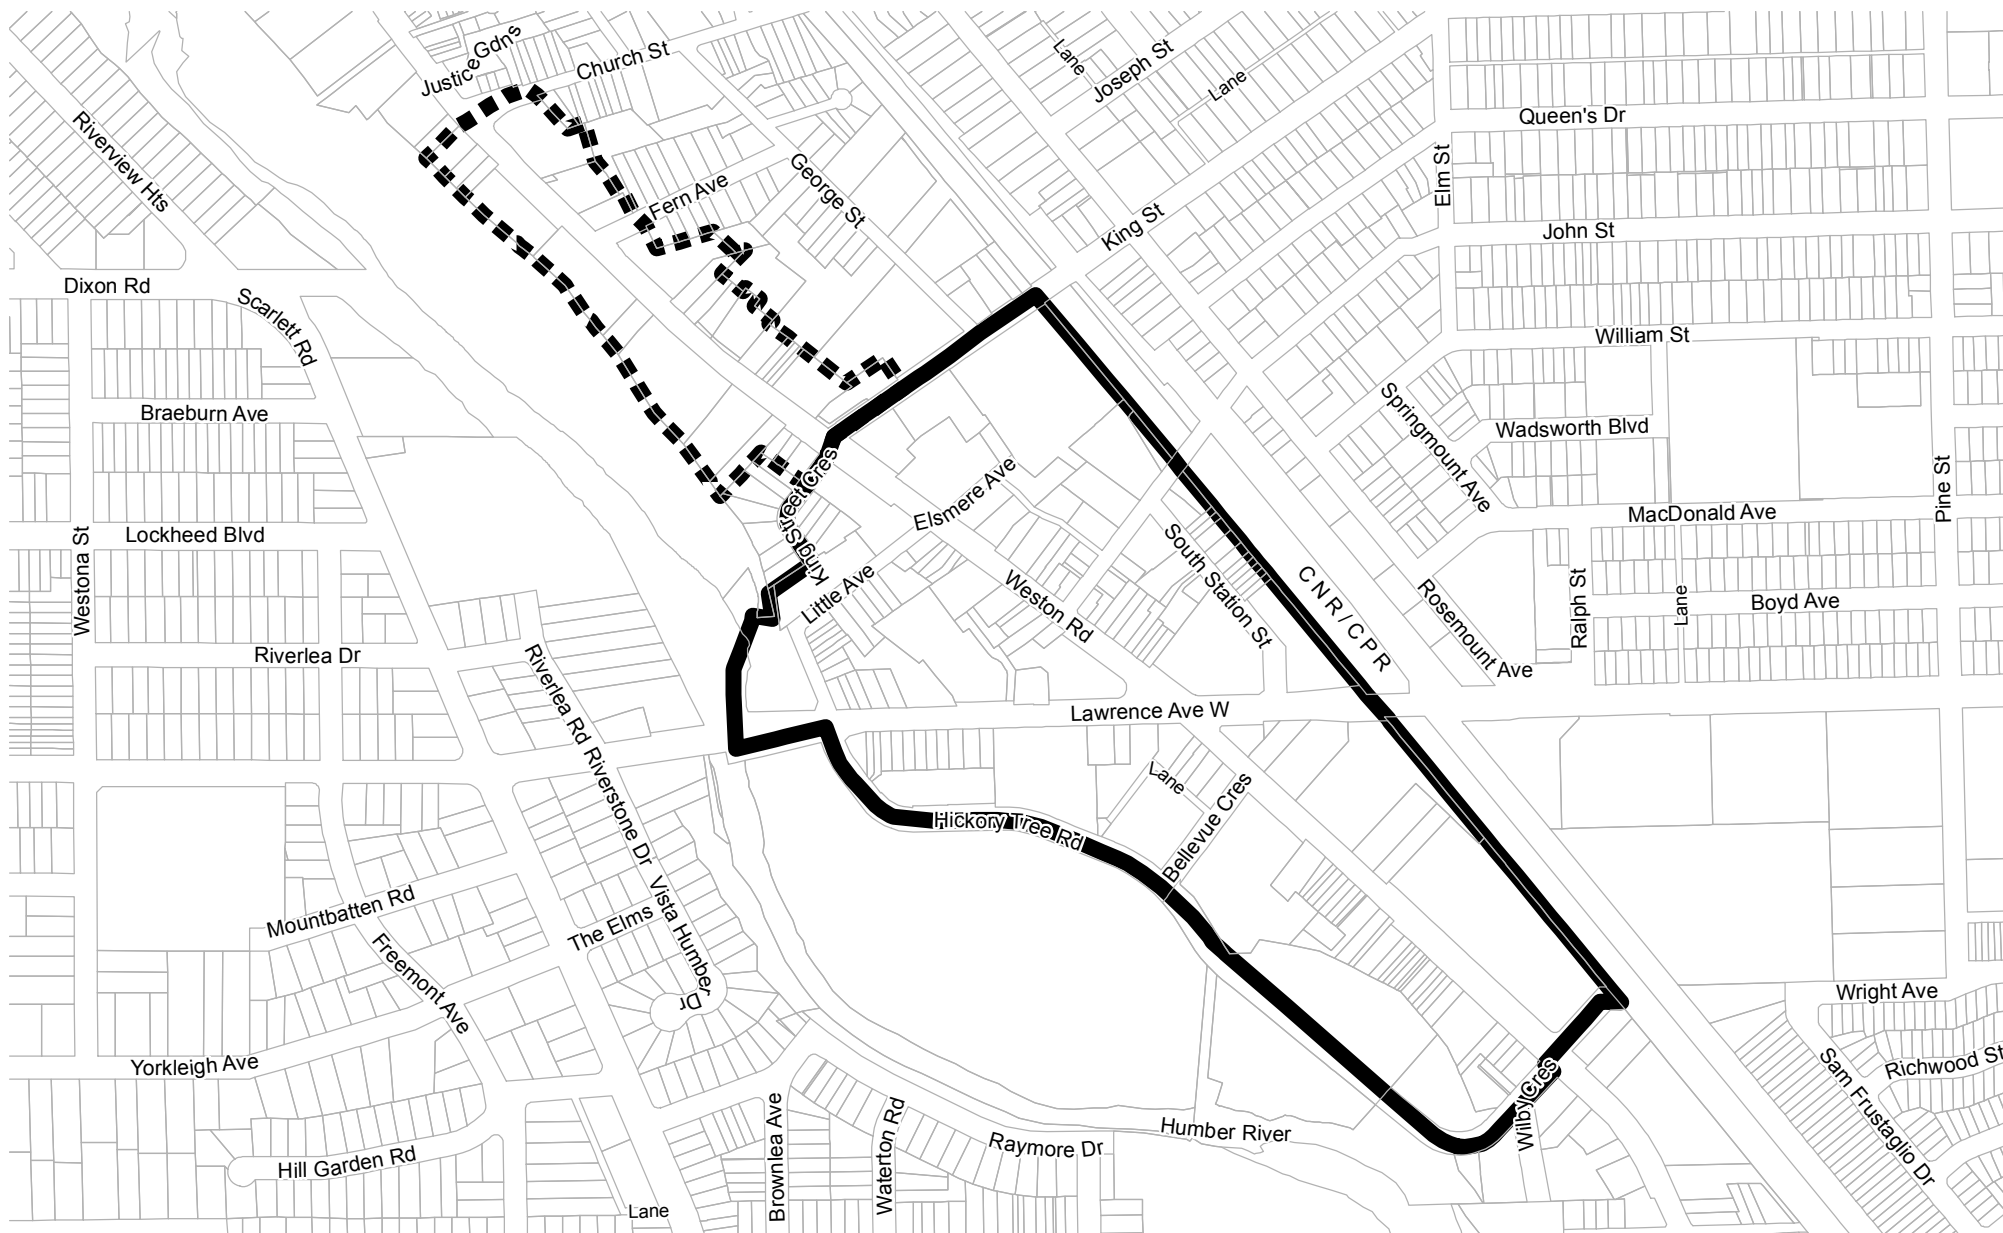 Justice Gdns
Church St
Lane
Joseph St
Lane
Riverview Hts
Queen's Dr
Elm St
Fern Ave
George St
King St
John St
Dixon Rd
Scarlett Rd
William St
Springmount Ave
Braeburn Ave
Wadsworth Blvd
Pine St
King Street Cres
Elsmere Ave
MacDonald Ave
Lockheed Blvd
Westona St
South Station St
CNR/CPR
Rosemount Ave
Ralph St
Lane
Boyd Ave
Little Ave
Weston Rd
Riverlea Dr
Riverlea Rd
Lawrence Ave W
Riverstone Dr
Lane
Bellevue Cres
Hickory Tree Rd
Mountbatten Rd
The Elms
Vista Humber Dr
Freemont Ave
Wright Ave
Yorkleigh Ave
Sam Frustaglio Dr
Richwood St
Wilby Cres
Brownlea Ave
Waterton Rd
Humber River
Raymore Dr
Hill Garden Rd
Lane